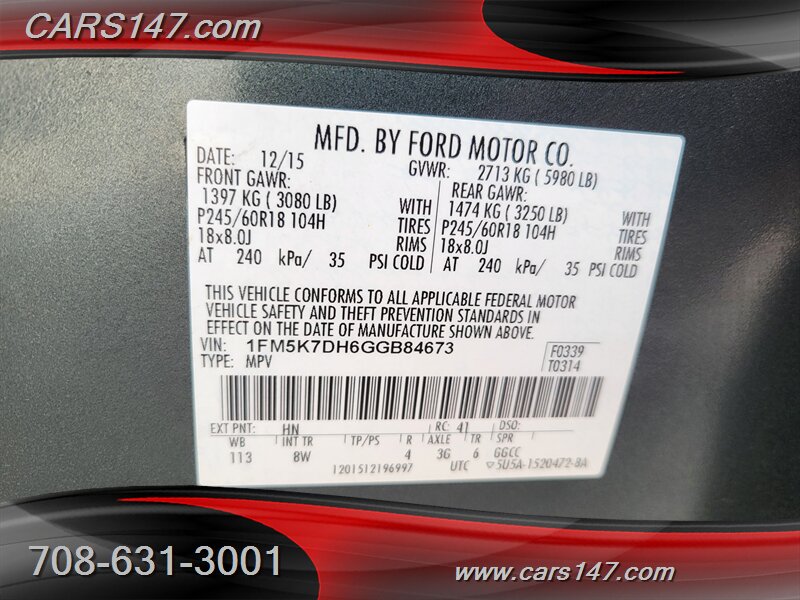 CARS147.com
MFD. BY FORD MOTOR CO.
DATE: 12/15 GVWR: 2713 KG ( 5980 LB)
FRONT GAWR: REAR GAWR:
1397 KG ( 3080 LB) WITH 1474 KG ( 3250 LB) WITH
P245/60R18 104H TIRES P245/60R18 104H TIRES
18x8.0J RIMS 18x8.0J RIMS
AT 240 kPa/ 35 PSI COLD AT 240 kPa/ 35 PSI COLD
THIS VEHICLE CONFORMS TO ALL APPLICABLE FEDERAL MOTOR
VEHICLE SAFETY AND THEFT PREVENTION STANDARDS IN
EFFECT ON THE DATE OF MANUFACTURE SHOWN ABOVE.
VIN: 1FM5K7DH6GGB84673 F0339
TYPE: MPV T0314
EXT PNT: HN RC: 41 DSO:
WB INT TR TP/PS R AXLE TR SPR
113 8W 4 3G 6 GGCC
1201512196997 UTC ▽5U5A-1520472-BA
708-631-3001
www.cars147.com